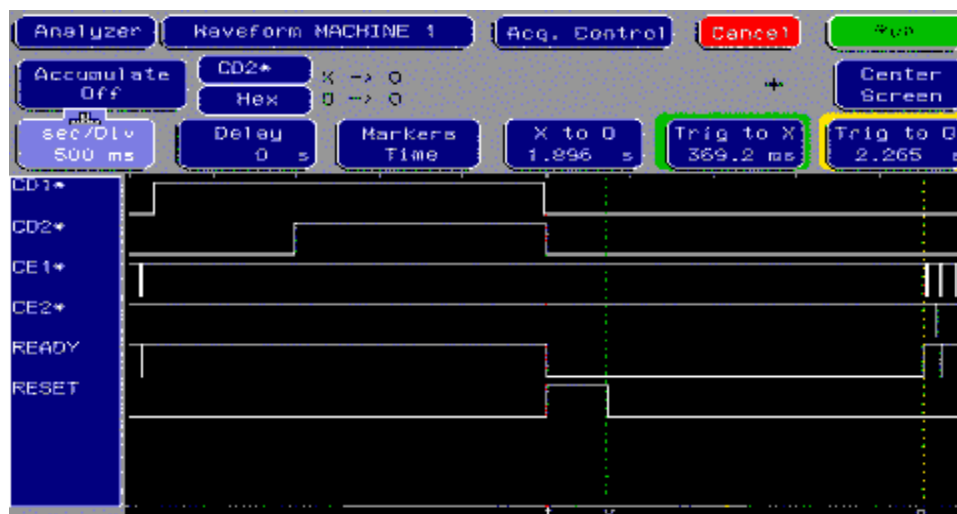 Analyzer Waveform MACHINE 1 Acq. Control Cancel Run
Accumulate Off
CD2*
Hex
X -> O
O -> O
Center Screen
sec/Div
500 ms
Delay
0 s
Markers
Time
X to O
1.896 s
Trig to X
369.2 ms
Trig to O
2.265 s
CD1*
CD2*
CE1*
CE2*
READY
RESET
t X O